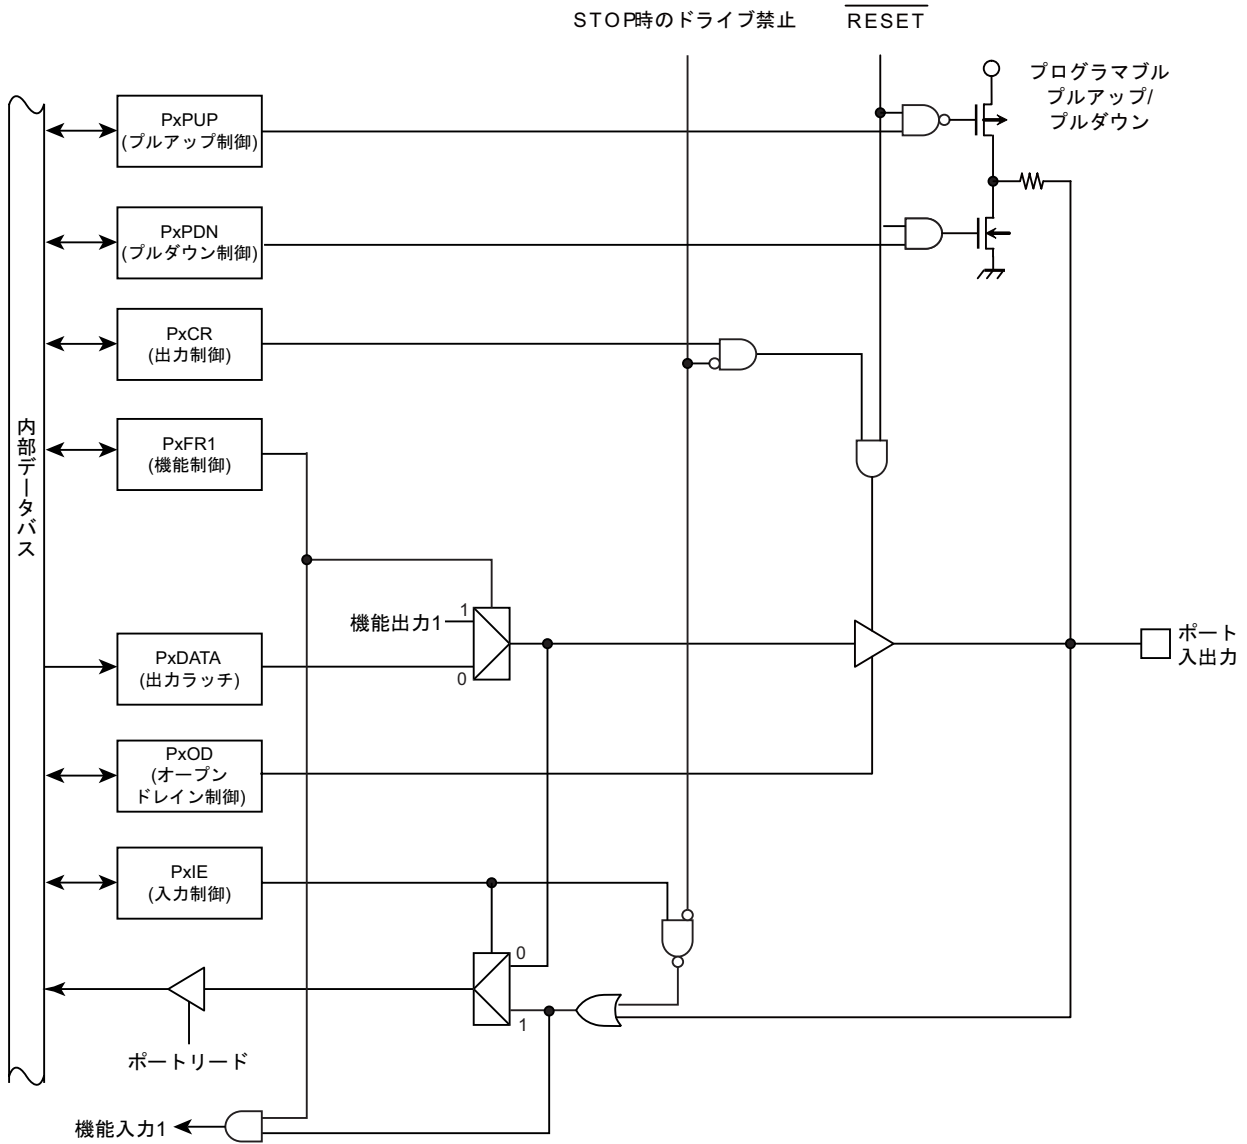 STOP時のドライブ禁止
RESET
プログラマブル
プルアップ/
プルダウン
PxPUP
(プルアップ制御)
PxPDN
(プルダウン制御)
PxCR
(出力制御)
内部データバス
PxFR1
(機能制御)
機能出力1
1
0
PxDATA
(出力ラッチ)
ポート
入出力
PxOD
(オープン
ドレイン制御)
PxIE
(入力制御)
0
1
ポートリード
機能入力1